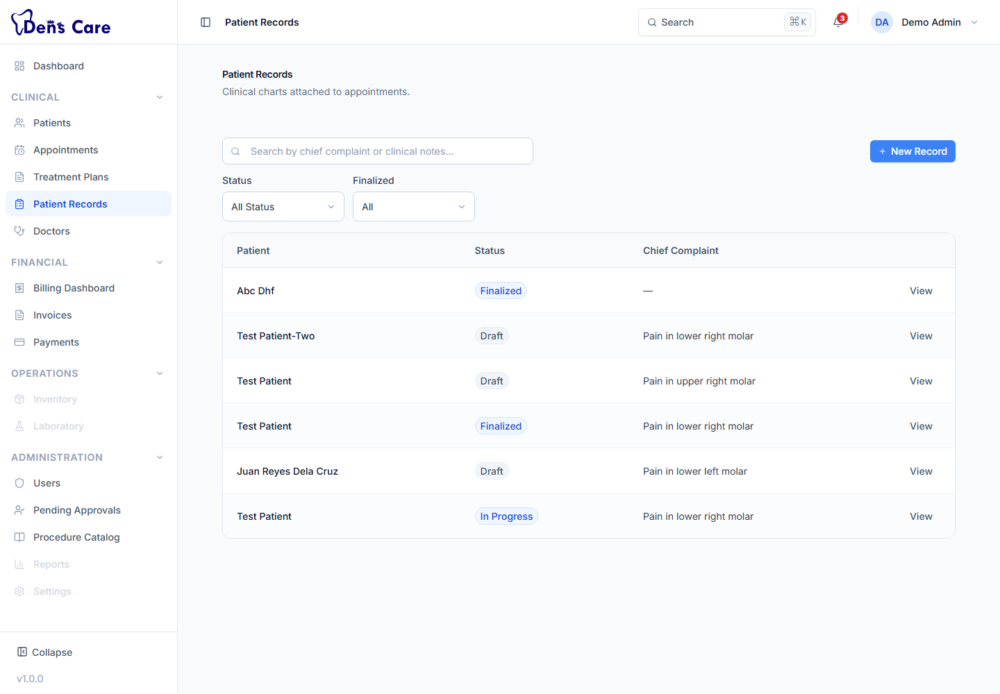 Dens Care
Dashboard
CLINICAL
Patients
Appointments
Treatment Plans
Patient Records
Doctors
FINANCIAL
Billing Dashboard
Invoices
Payments
OPERATIONS
Inventory
Laboratory
ADMINISTRATION
Users
Pending Approvals
Procedure Catalog
Reports
Settings
Collapse
v1.0.0
Patient Records
Search ⌘ K
3
DA Demo Admin
Patient Records
Clinical charts attached to appointments.
Search by chief complaint or clinical notes...
+ New Record
Status Finalized
All Status All
Patient Status Chief Complaint
Abc Dhf Finalized — View
Test Patient-Two Draft Pain in lower right molar View
Test Patient Draft Pain in upper right molar View
Test Patient Finalized Pain in lower right molar View
Juan Reyes Dela Cruz Draft Pain in lower left molar View
Test Patient In Progress Pain in lower right molar View